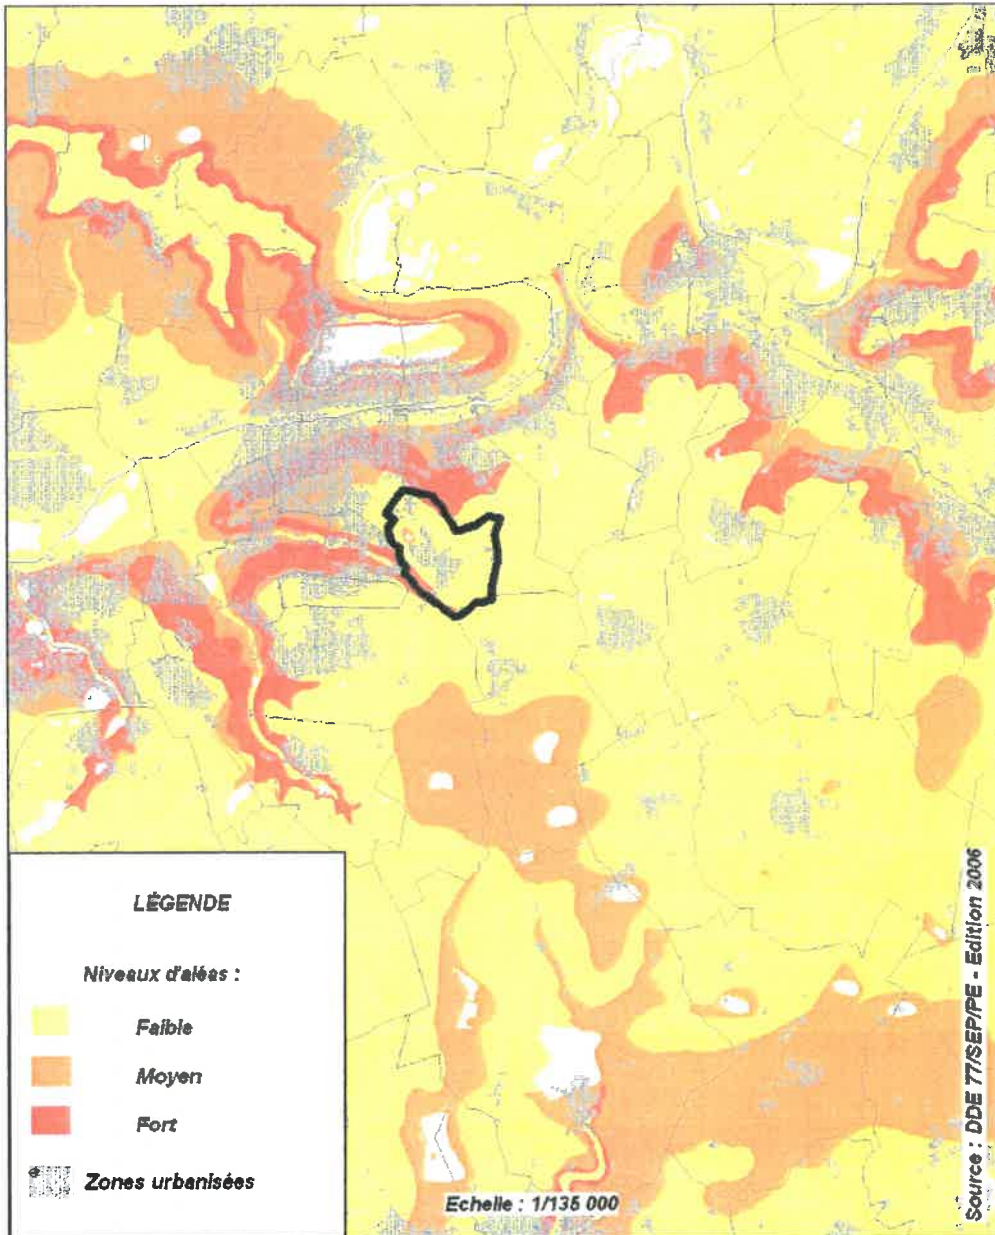 LÉGENDE
Niveaux d'aléas :
Faible
Moyen
Fort
Zones urbanisées
Echelle : 1/135 000
Source : DDE 77/SEP/PE - Edition 2006